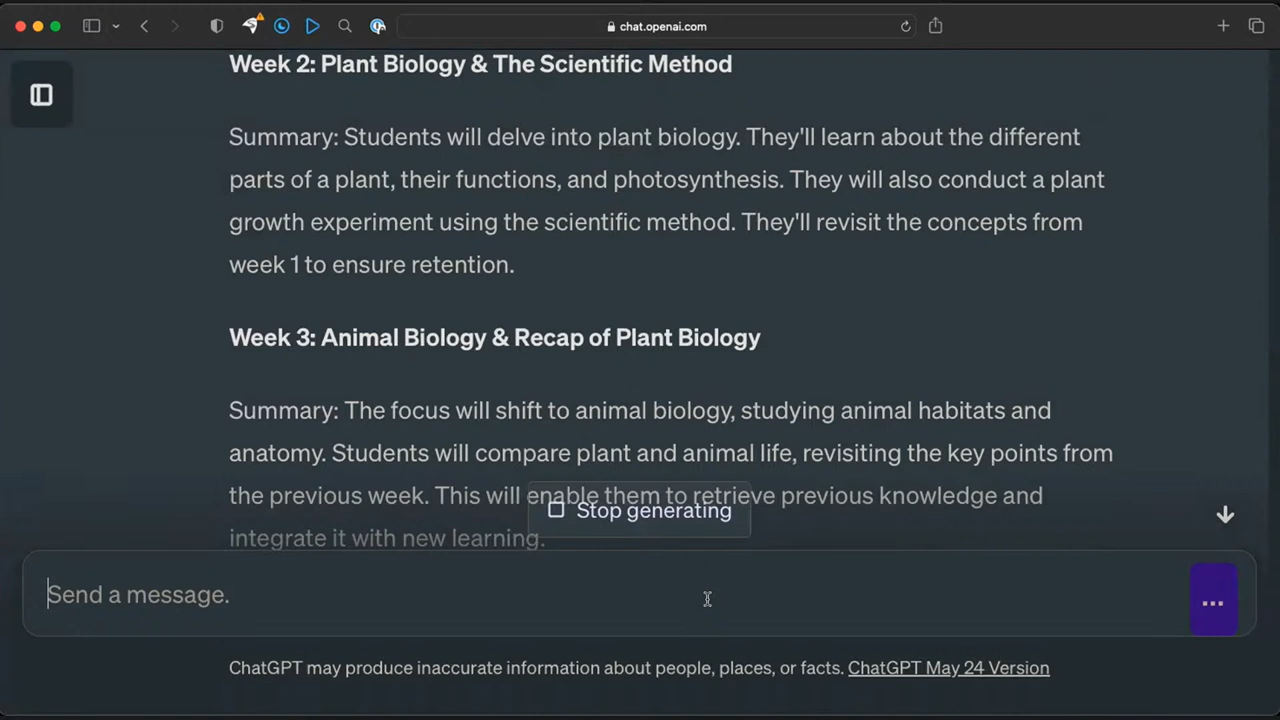 chat.openai.com
Week 2: Plant Biology & The Scientific Method
Summary: Students will delve into plant biology. They'll learn about the different
parts of a plant, their functions, and photosynthesis. They will also conduct a plant
growth experiment using the scientific method. They'll revisit the concepts from
week 1 to ensure retention.
Week 3: Animal Biology & Recap of Plant Biology
Summary: The focus will shift to animal biology, studying animal habitats and
anatomy. Students will compare plant and animal life, revisiting the key points from
the previous week. This will enable them to retrieve previous knowledge and
Stop generating
integrate it with new learning.
Send a message.
ChatGPT may produce inaccurate information about people, places, or facts. ChatGPT May 24 Version